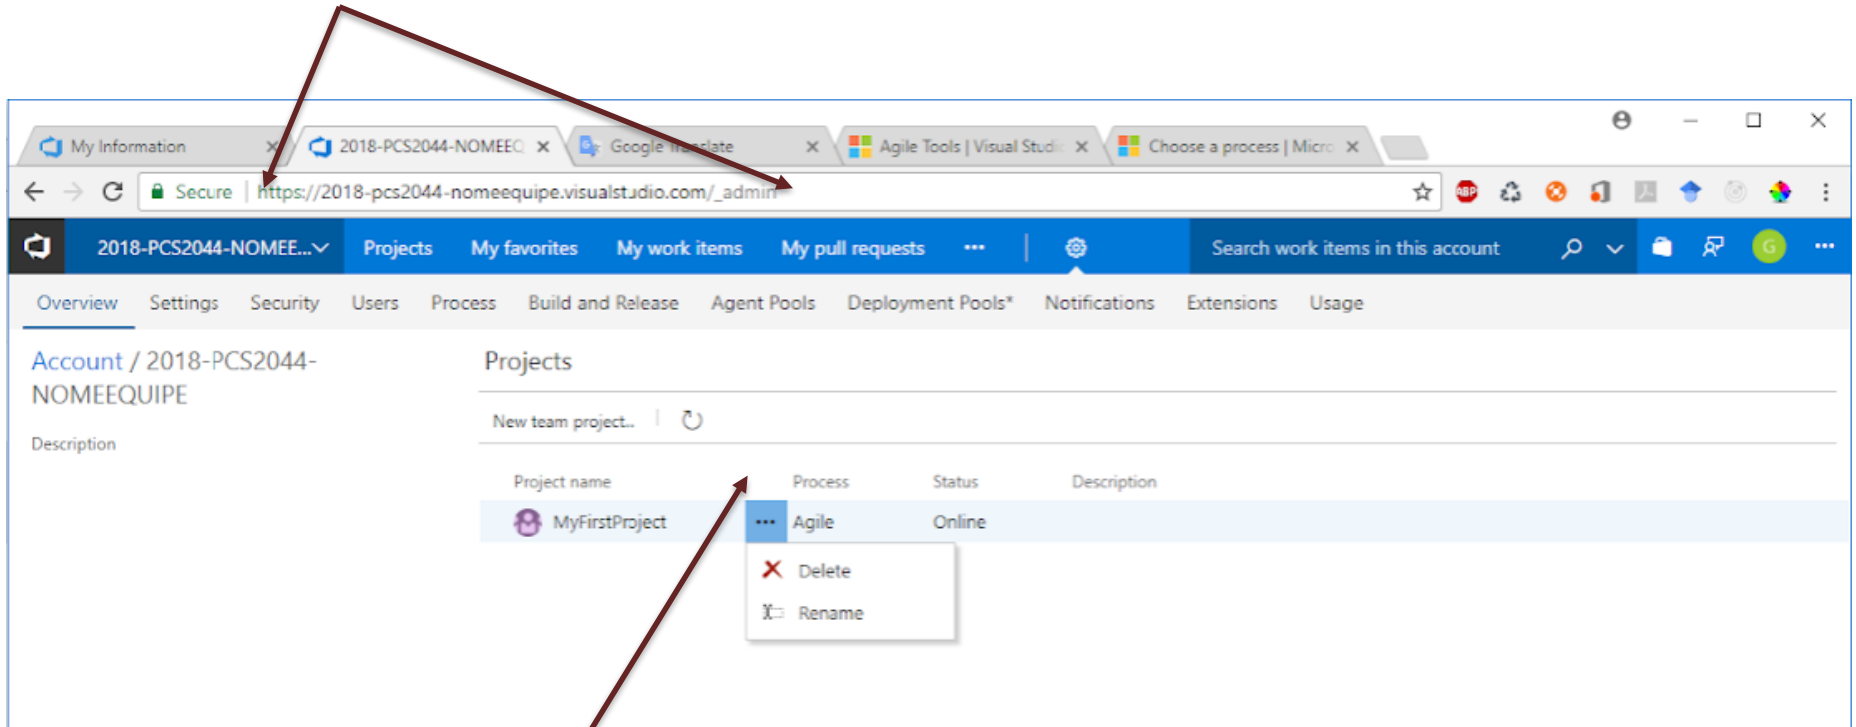 My Information
2018-PCS2044-NOMEEQ
Google Translate
Agile Tools | Visual Studio
Choose a process | Micro
Secure
https://2018-pcs2044-nomeequipe.visualstudio.com/_admin
ABP
2018-PCS2044-NOMEE...
Projects
My favorites
My work items
My pull requests
Search work items in this account
G
Overview
Settings
Security
Users
Process
Build and Release
Agent Pools
Deployment Pools*
Notifications
Extensions
Usage
Account / 2018-PCS2044-
NOMEEQUIPE
Description
Projects
New team project..
Project name
Process
Status
Description
MyFirstProject
Agile
Online
Delete
Rename